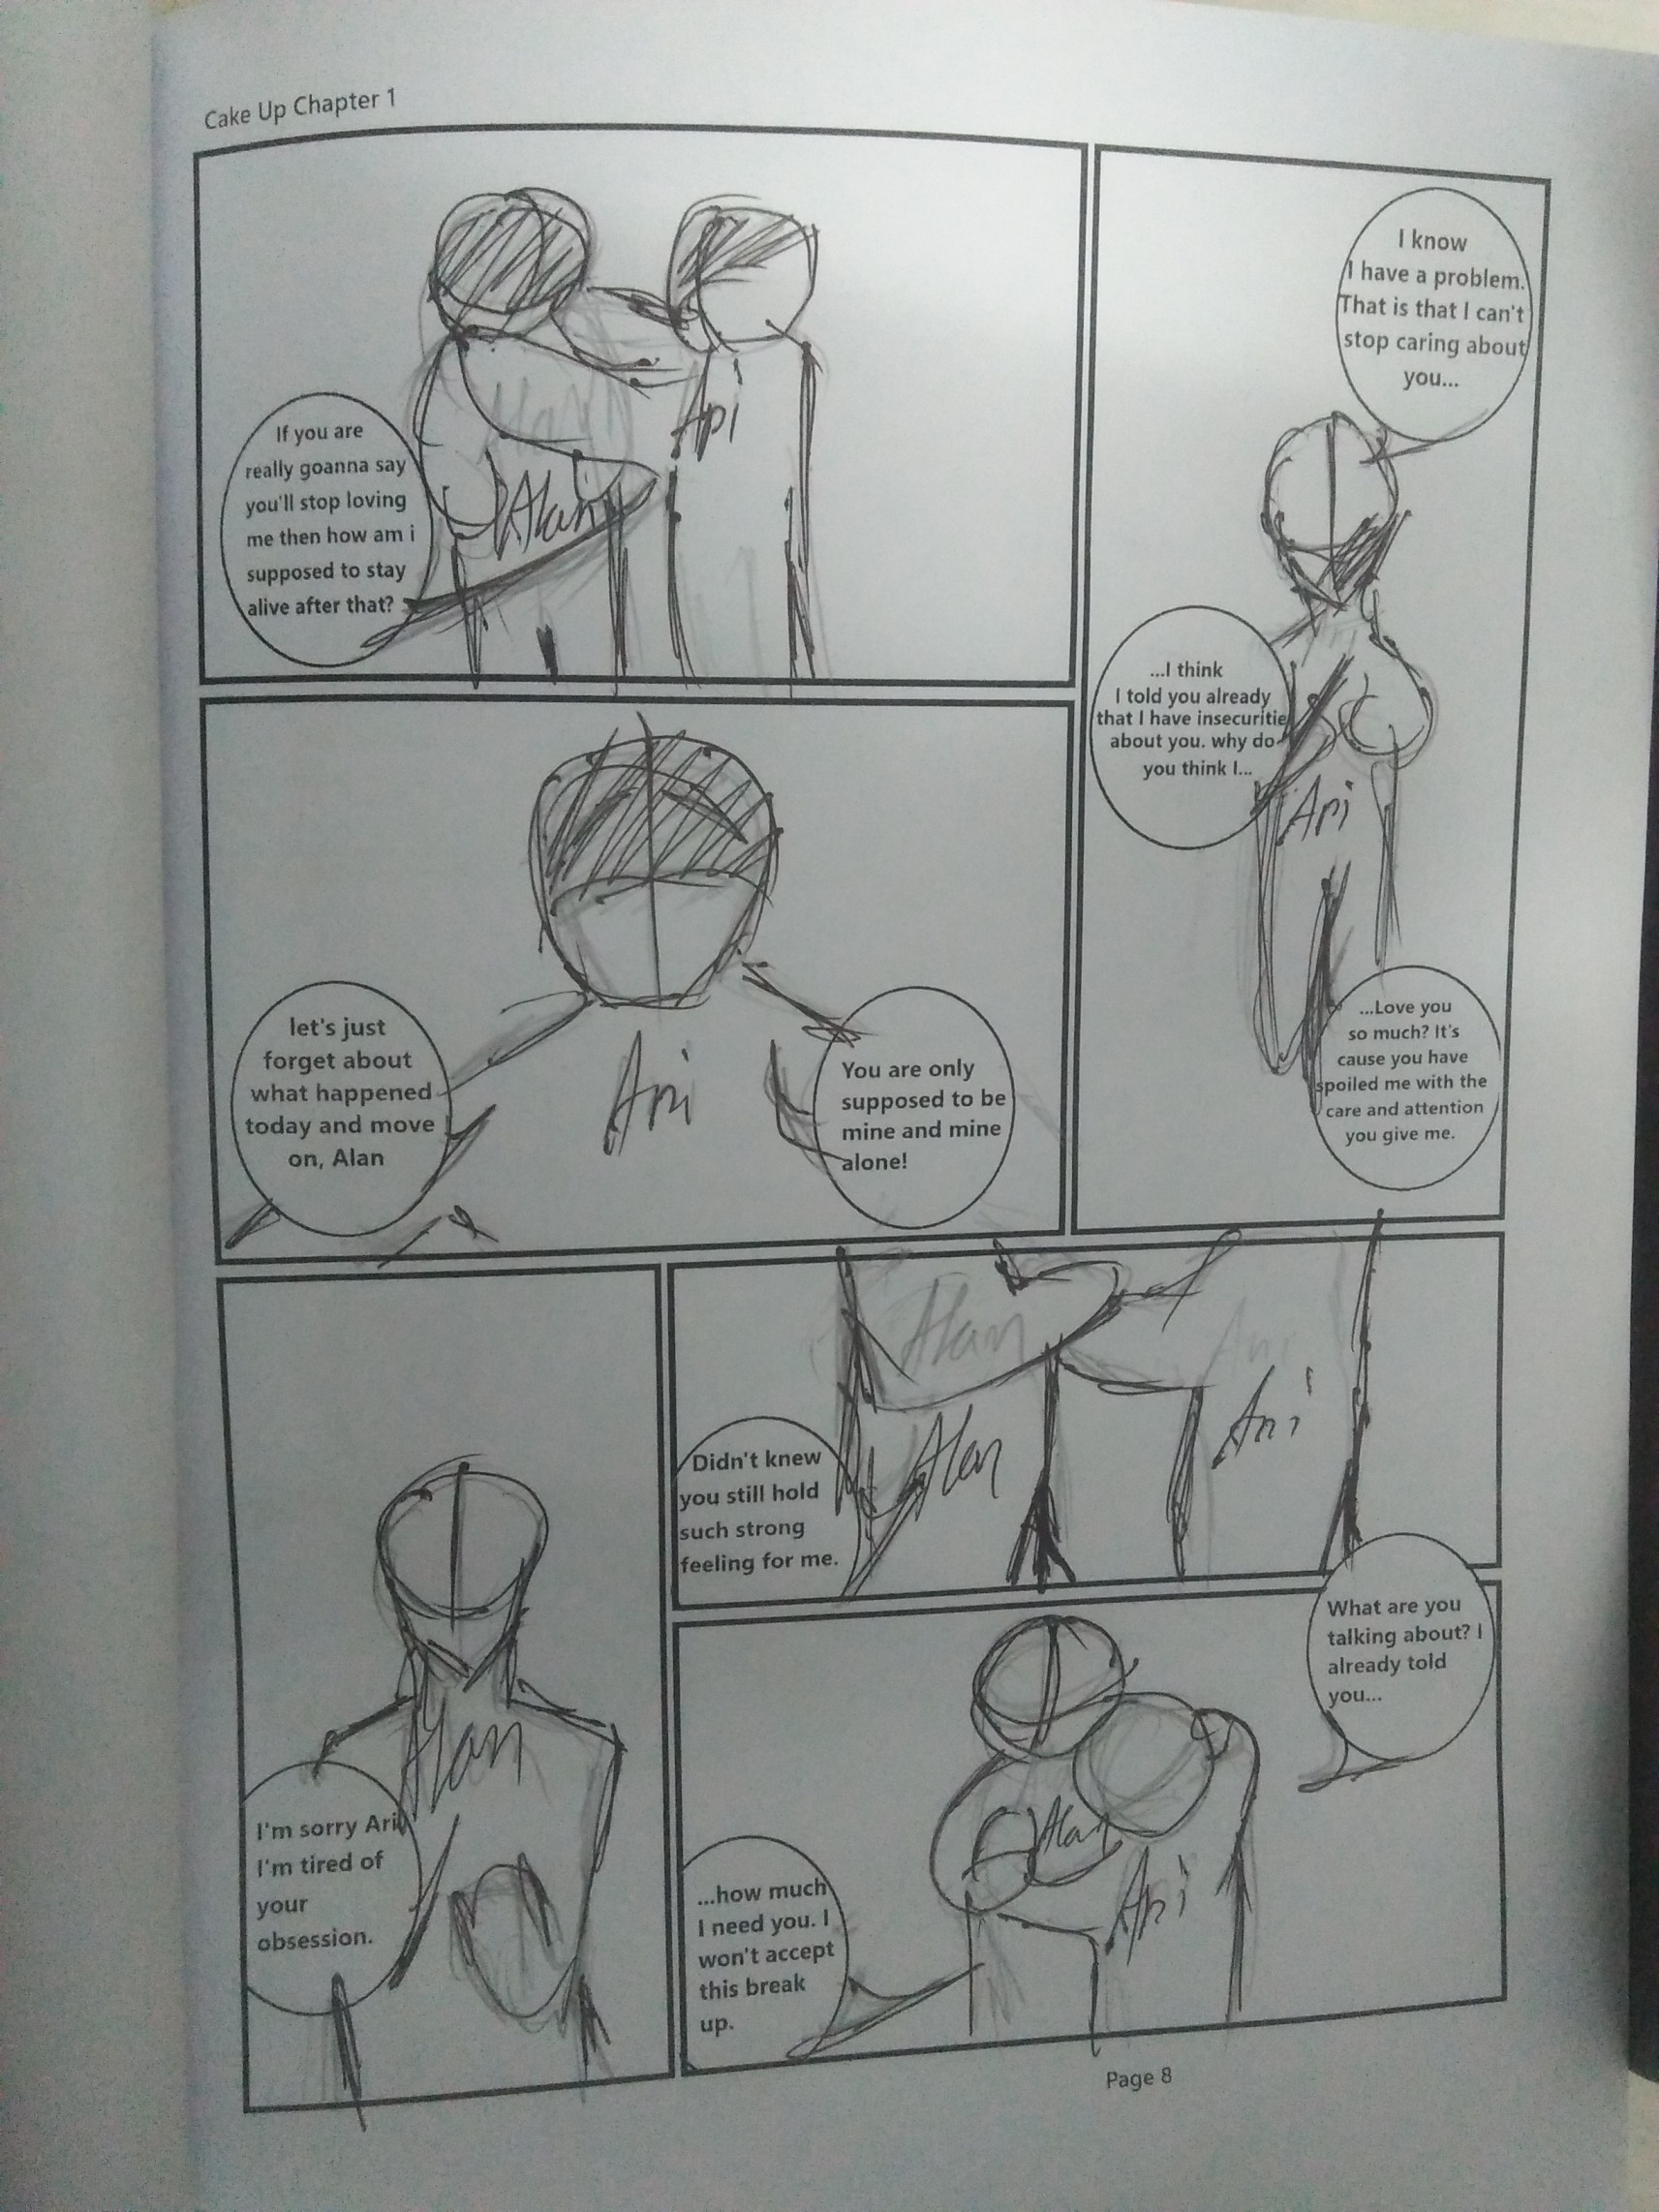 Cake Up Chapter 1
I know
I have a problem.
That is that I can't
stop caring about
you...
...I think
I told you already
that I have insecuritie
about you. why do
you think I...
Ari
...Love you
so much? It's
cause you have
spoiled me with the
care and attention
you give me.
Ari
Alan
Alan
If you are
really goanna say
you'll stop loving
me then how am i
supposed to stay
alive after that?
You are only
supposed to be
mine and mine
alone!
Ari
let's just
forget about
what happened
today and move
on, Alan
Alan
Ari
Alan
Ari
Didn't knew
you still hold
such strong
feeling for me.
What are you
talking about? I
already told
you...
Alan
Ari
...how much
I need you. I
won't accept
this break
up.
Alan
I'm sorry Ari,
I'm tired of
your
obsession.
Page 8